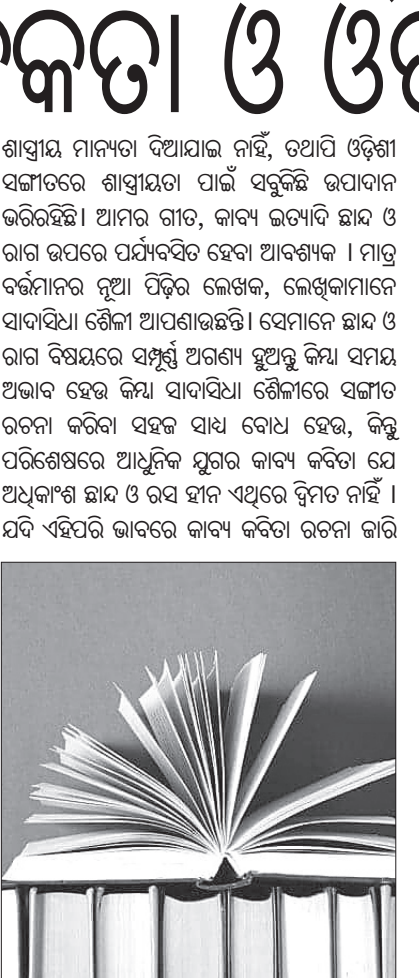 କତା ଓ ଓ
ଶାସ୍ତ୍ରୀୟ ମାନ୍ୟତା ଦିଆଯାଇ ନାହିଁ, ତଥାପି ଓଡ଼ିଶୀ
ସଙ୍ଗୀତରେ ଶାସ୍ତ୍ରୀୟତା ପାଇଁ ସବୁକିଛି ଉପାଦାନ
ଭରିରହିଛି। ଆମର ଗୀତ, କାବ୍ୟ ଇତ୍ୟାଦି ଛାନ୍ଦ ଓ
ରାଗ ଉପରେ ପର୍ଯ୍ୟବସିତ ହେବା ଆବଶ୍ୟକ । ମାତ୍ର
ବର୍ତ୍ତମାନର ନୂଆ ପିଢ଼ିର ଲେଖକ, ଲେଖିକାମାନେ
ସାଦାସିଧା ଶୈଳୀ ଆପଣାଉଛନ୍ତି। ସେମାନେ ଛାନ୍ଦ ଓ
ରାଗ ବିଷୟରେ ସମ୍ପୂର୍ଣ୍ଣ ଅଗଣ୍ୟ ହୁଅନ୍ତୁ କିମ୍ବା ସମୟ
ଅଭାବ ହେଉ କିମ୍ବା ସାଦାସିଧା ଶୈଳୀରେ ସଙ୍ଗୀତ
ରଚନା କରିବା ସହଜ ସାଧ୍ୟ ବୋଧ ହେଉ, କିନ୍ତୁ
ପରିଶେଷରେ ଆଧୁନିକ ଯୁଗର କାବ୍ୟ କବିତା ଯେ
ଅଧିକାଂଶ ଛାନ୍ଦ ଓ ରସ ହୀନ ଏଥିରେ ଦ୍ୱିମତ ନାହିଁ ।
ଯଦି ଏହିପରି ଭାବରେ କାବ୍ୟ କବିତା ରଚନା ଜାରି